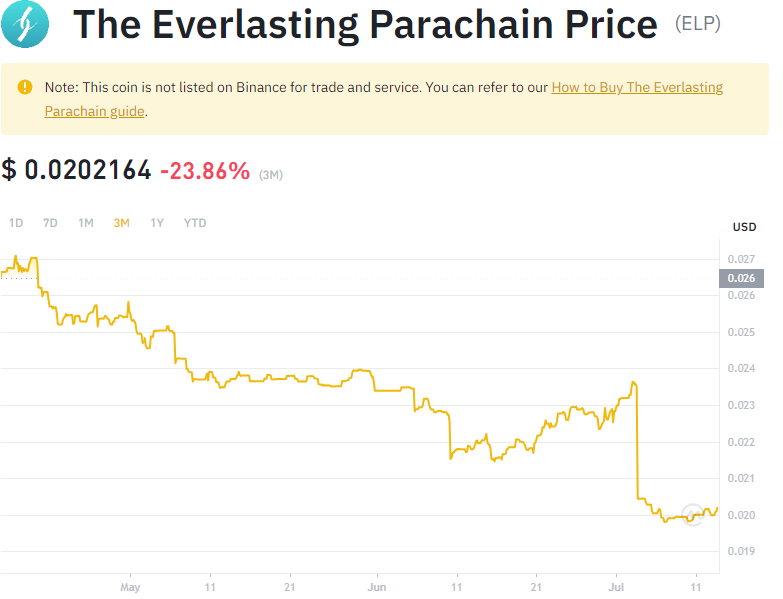 The Everlasting Parachain Price (ELP)
Note: This coin is not listed on Binance for trade and service. You can refer to our How to Buy The Everlasting
Parachain guide.
$ 0.0202164 -23.86% (3M)
1D 7D 1M 3M 1Y YTD
USD
0.027
0.026
0.026
0.025
0.024
0.023
0.022
0.021
0.020
0.019
May 11 21 Jun 11 21 Jul 11